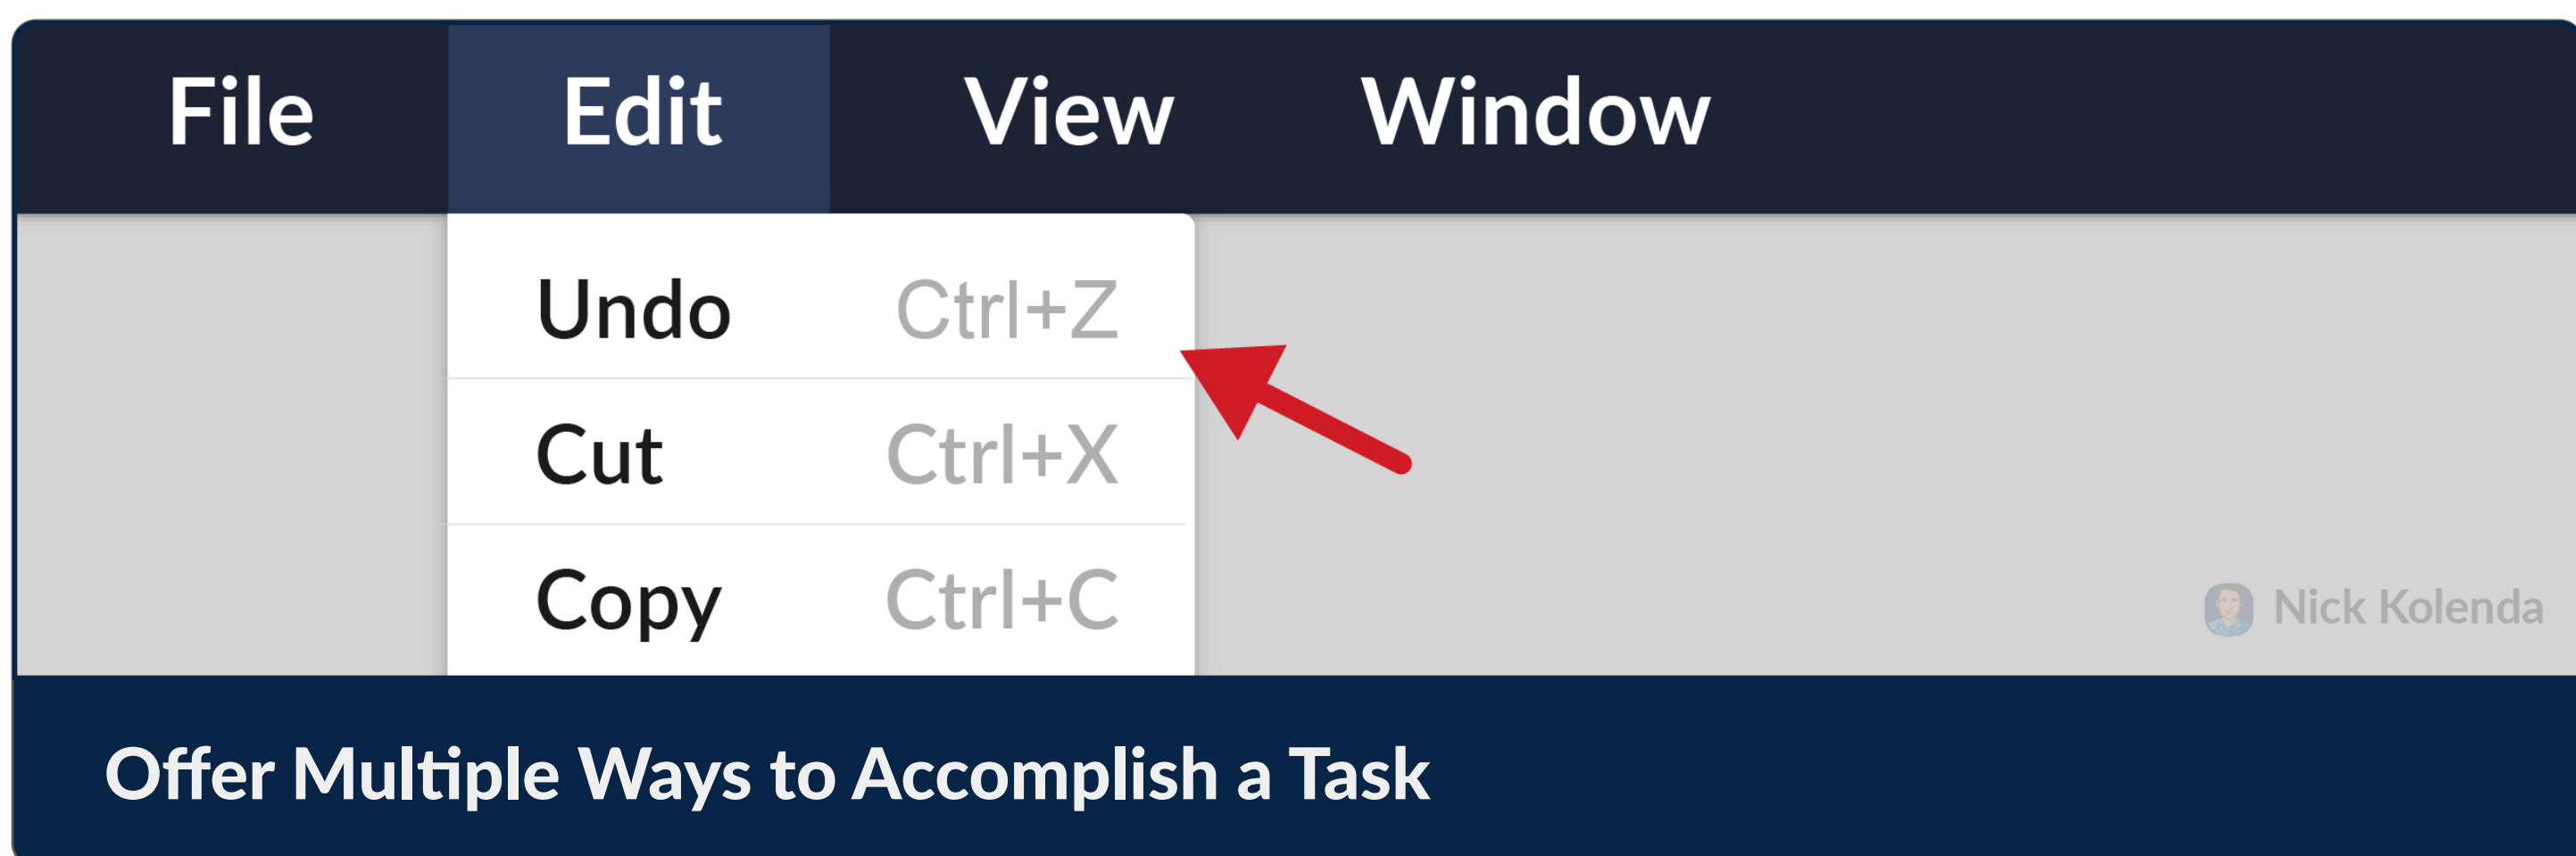 File Edit View Window
Undo Ctrl+Z
Cut Ctrl+X
Copy Ctrl+C
Nick Kolenda
Offer Multiple Ways to Accomplish a Task